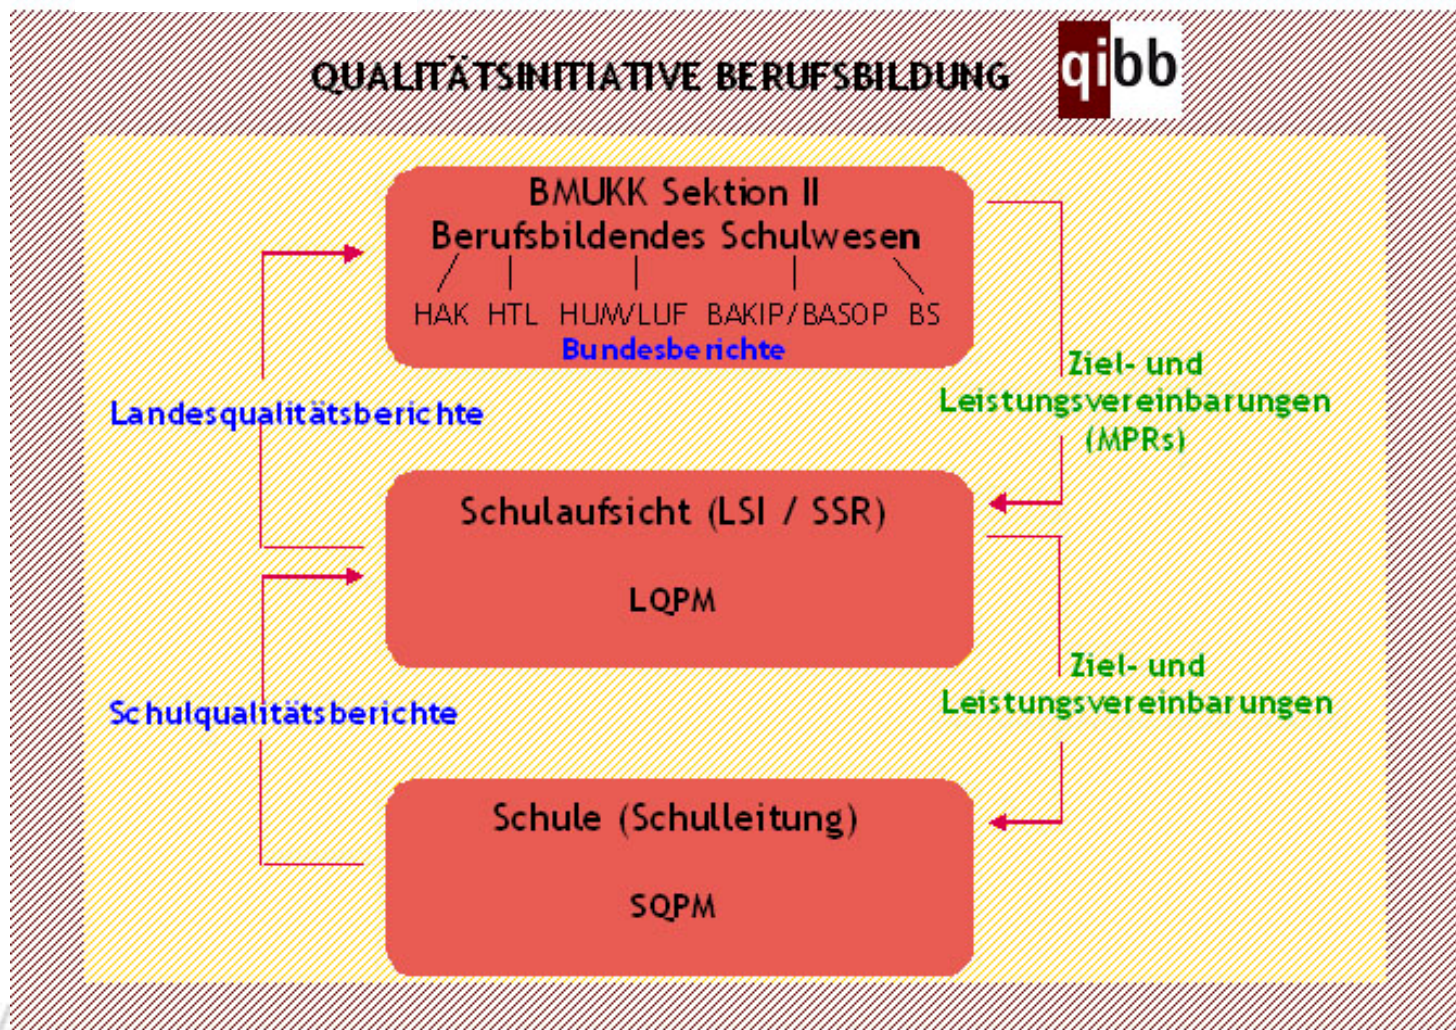 QUALITÄTSINITIATIVE BERUFSBILDUNG
qibb
BMUKK Sektion II
Berufsbildendes Schulwesen
HAK HTL HUM/LUF BAKIP/BASOP BS
Bundesberichte
Landesqualitätsberichte
Ziel- und
Leistungsvereinbarungen
(MPRs)
Schulaufsicht (LSI / SSR)
LQPM
Schulqualitätsberichte
Ziel- und
Leistungsvereinbarungen
Schule (Schulleitung)
SQPM